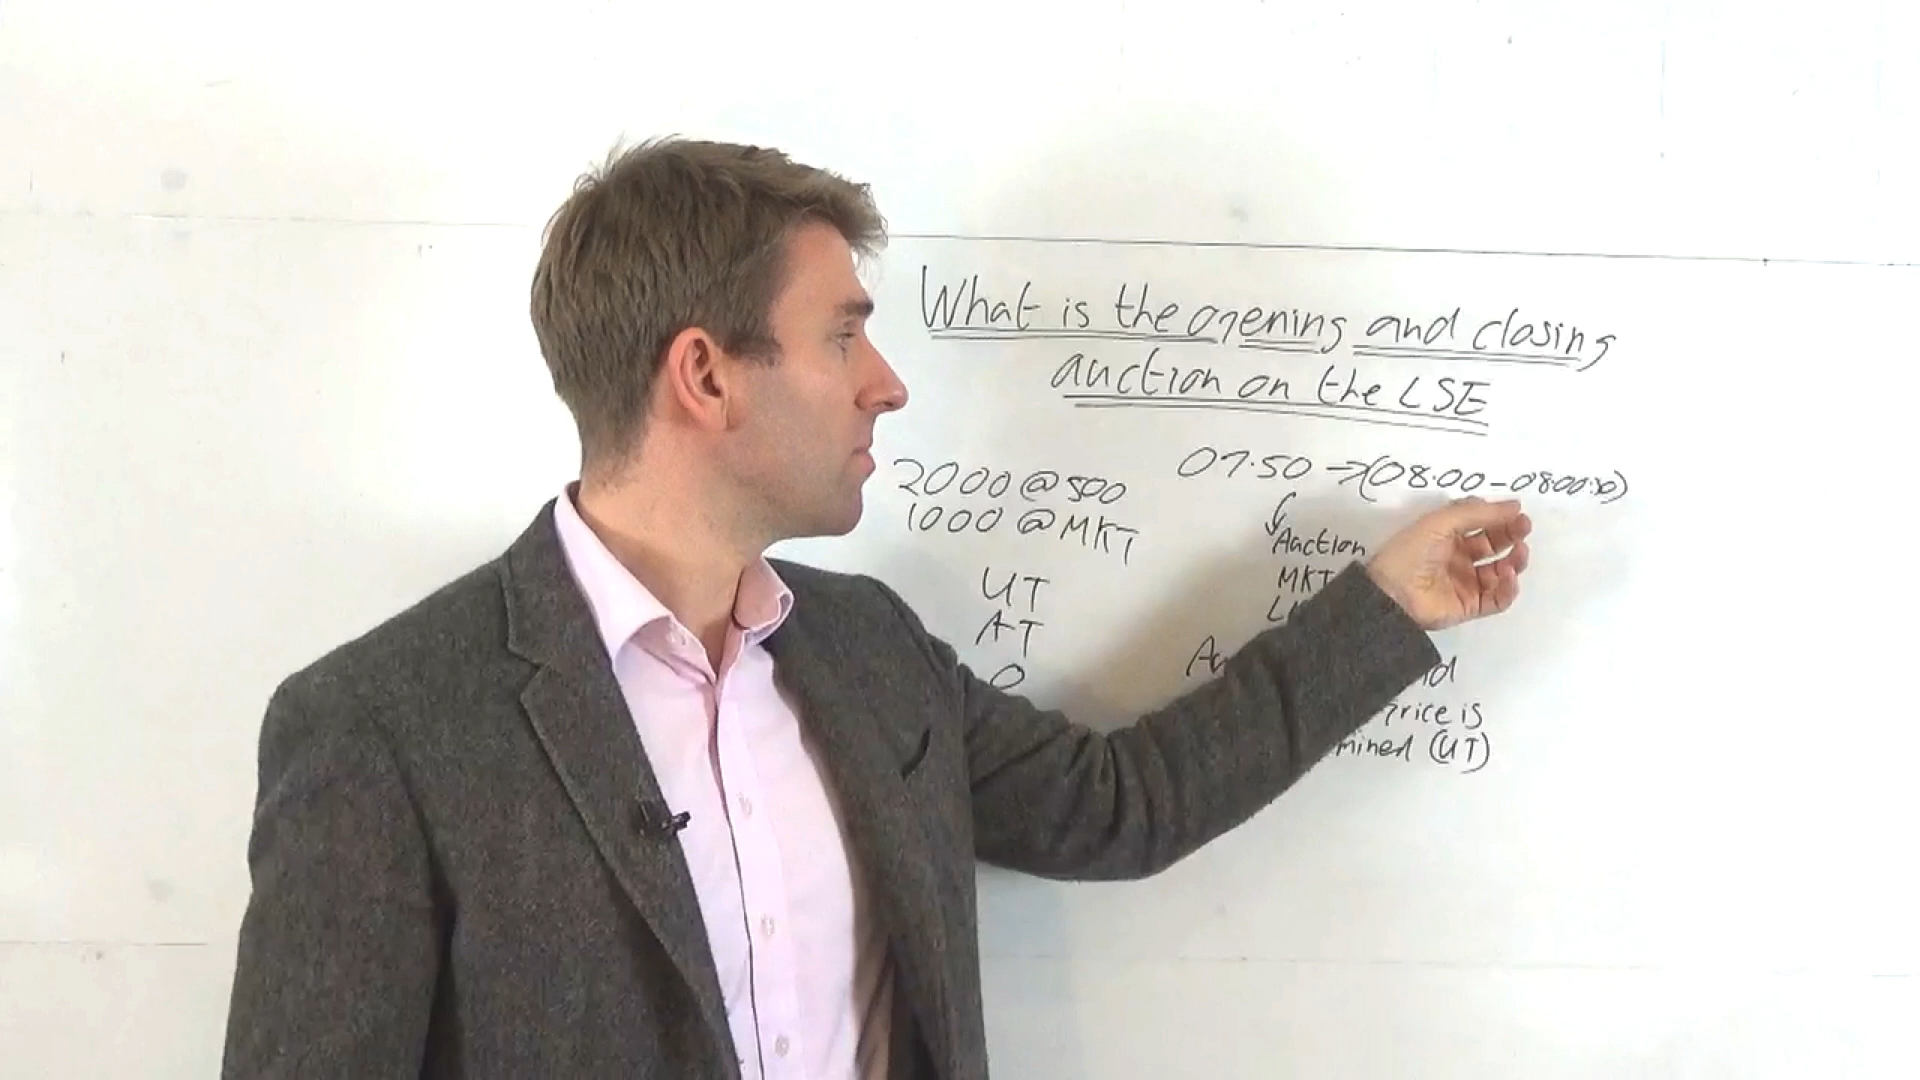 What is the opening and closing
auction on the LSE
2000 @ 500
1000 @ MKT
UT
AT
O
07.50 → (08.00 - 08:00:30)
Auction
MKT
price is
(UT)